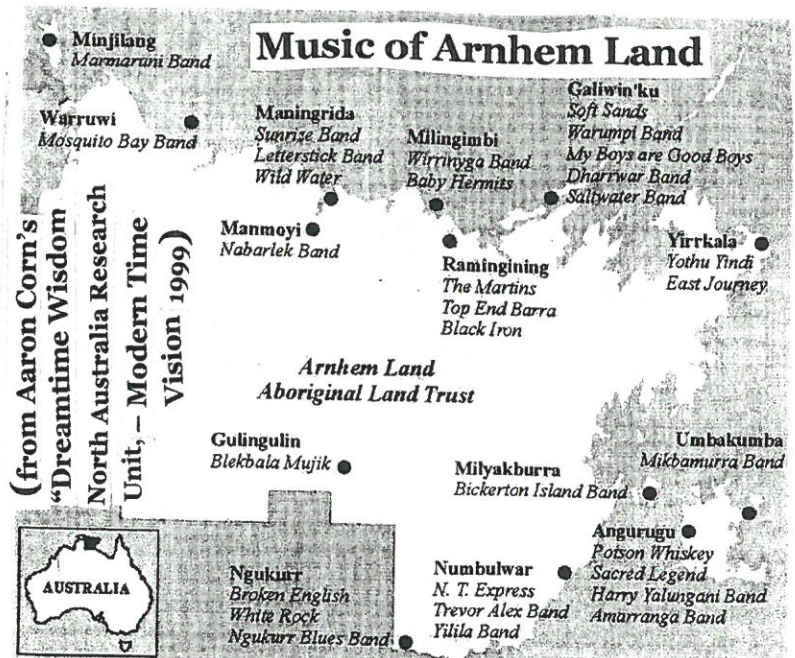 Music of Arnhem Land
Minjilang
Marmaruni Band
Warruwi
Mosquito Bay Band
Maningrida
Sunrise Band
Letterstick Band
Wild Water
Milingimbi
Wirrinyga Band
Baby Hermits
Galiwin'ku
Soft Sands
Warumpi Band
My Boys are Good Boys
Dharrwar Band
Saltwater Band
Manmoyi
Nabarlek Band
Ramingining
The Martins
Top End Barra
Black Iron
Yirrkala
Yothu Yindi
East Journey
(from Aaron Corn's
"Dreamtime Wisdom
North Australia Research
Unit, – Modern Time
Vision 1999)
Arnhem Land
Aboriginal Land Trust
Gulingulin
Blekbala Mujik
Milyakburra
Bickerton Island Band
Umbakumba
Mikbamurra Band
Angurugu
Poison Whiskey
Sacred Legend
Harry Yalungani Band
Amarranga Band
Numbulwar
N. T. Express
Trevor Alex Band
Yilila Band
Ngukurr
Broken English
White Rock
Ngukurr Blues Band
AUSTRALIA